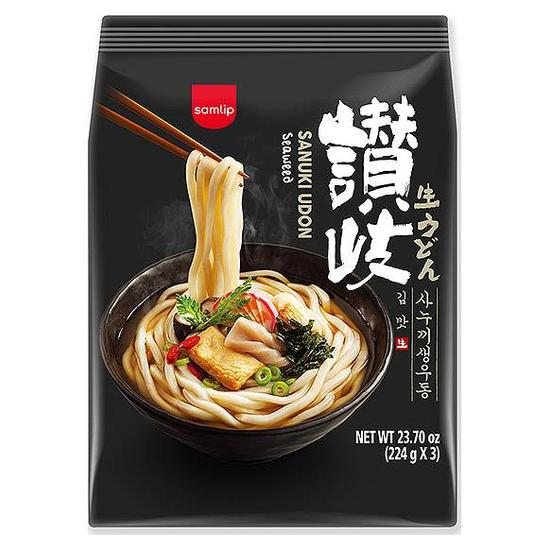 samlip
SANUKI UDON
Seaweed
讃岐
生うどん
사누끼생우동
김맛
生
NET WT 23.70 oz
(224 g X 3)